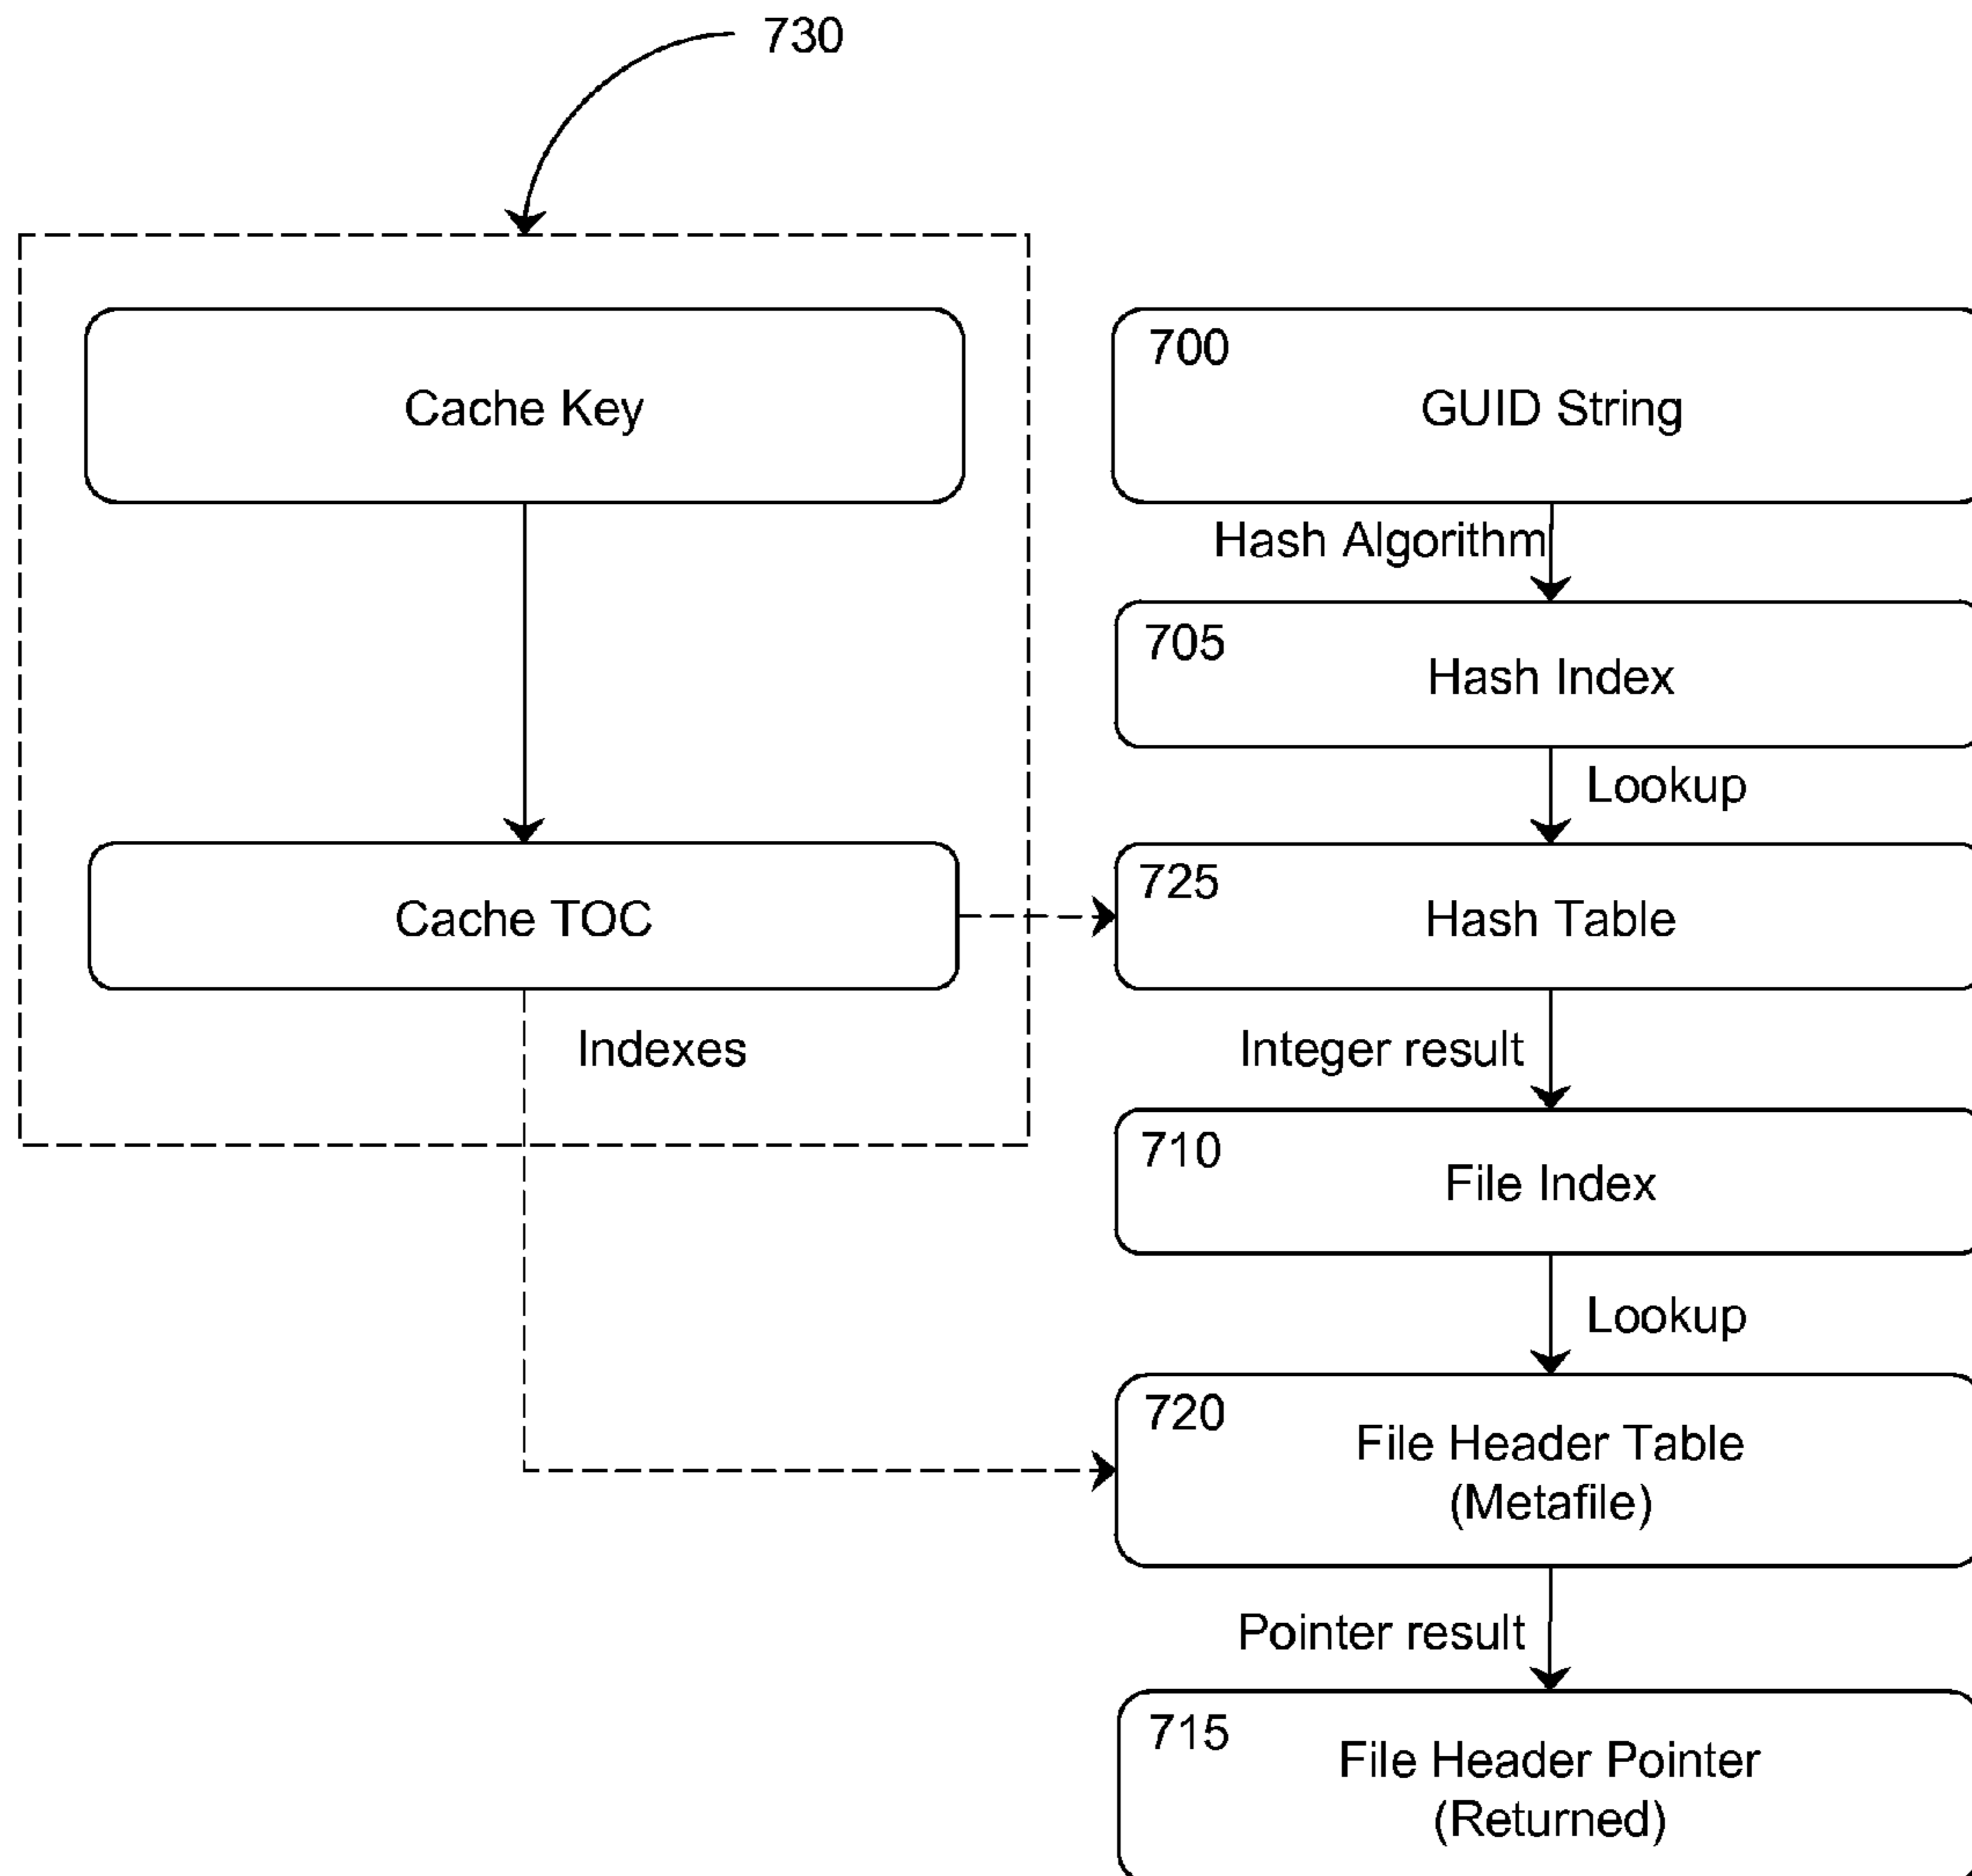 730
Cache Key
700
GUID String
Hash Algorithm
705
Hash Index
Lookup
Cache TOC
725
Hash Table
Indexes
Integer result
710
File Index
Lookup
720
File Header Table
(Metafile)
Pointer result
715
File Header Pointer
(Returned)